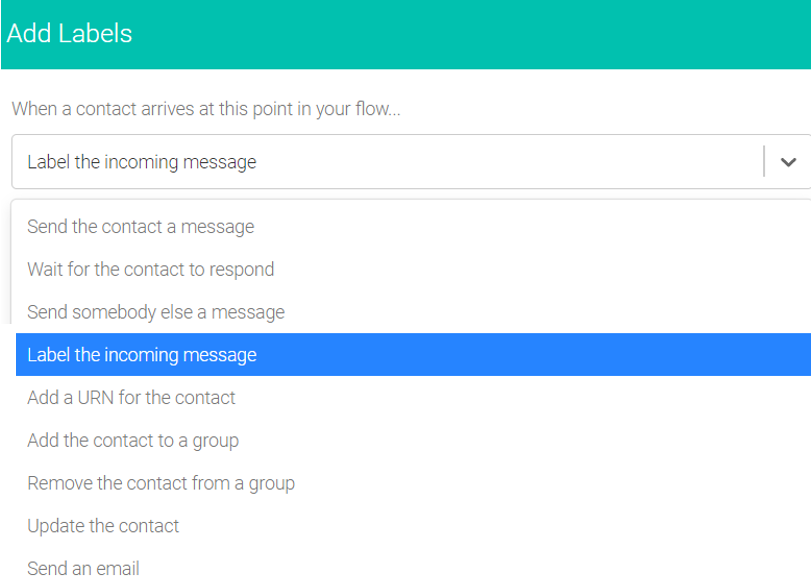 Add Labels
When a contact arrives at this point in your flow...
Label the incoming message
Send the contact a message
Wait for the contact to respond
Send somebody else a message
Label the incoming message
Add a URN for the contact
Add the contact to a group
Remove the contact from a group
Update the contact
Send an email